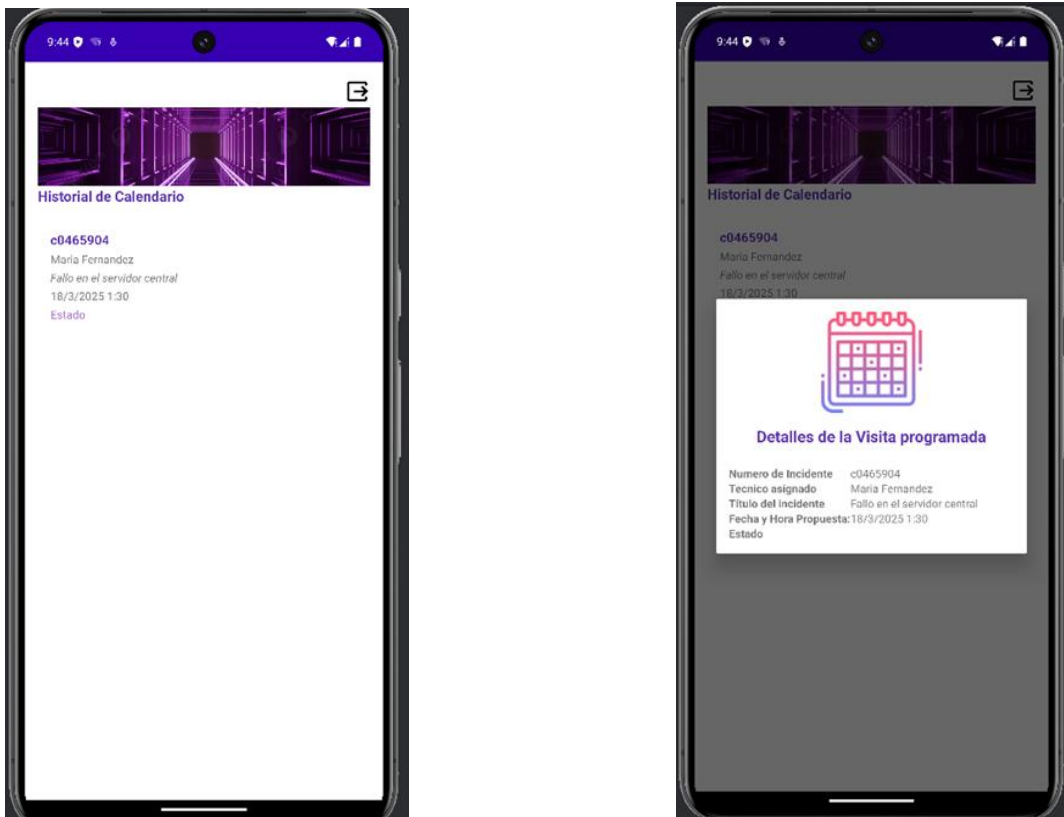 9:44
Historial de Calendario
c0465904
Maria Fernandez
Fallo en el servidor central
18/3/2025 1:30
Estado
9:44
Historial de Calendario
c0465904
Maria Fernandez
Fallo en el servidor central
18/3/2025 1:30
Detalles de la Visita programada
Numero de Incidente c0465904
Tecnico asignado Maria Fernandez
Título del incidente Fallo en el servidor central
Fecha y Hora Propuesta: 18/3/2025 1:30
Estado